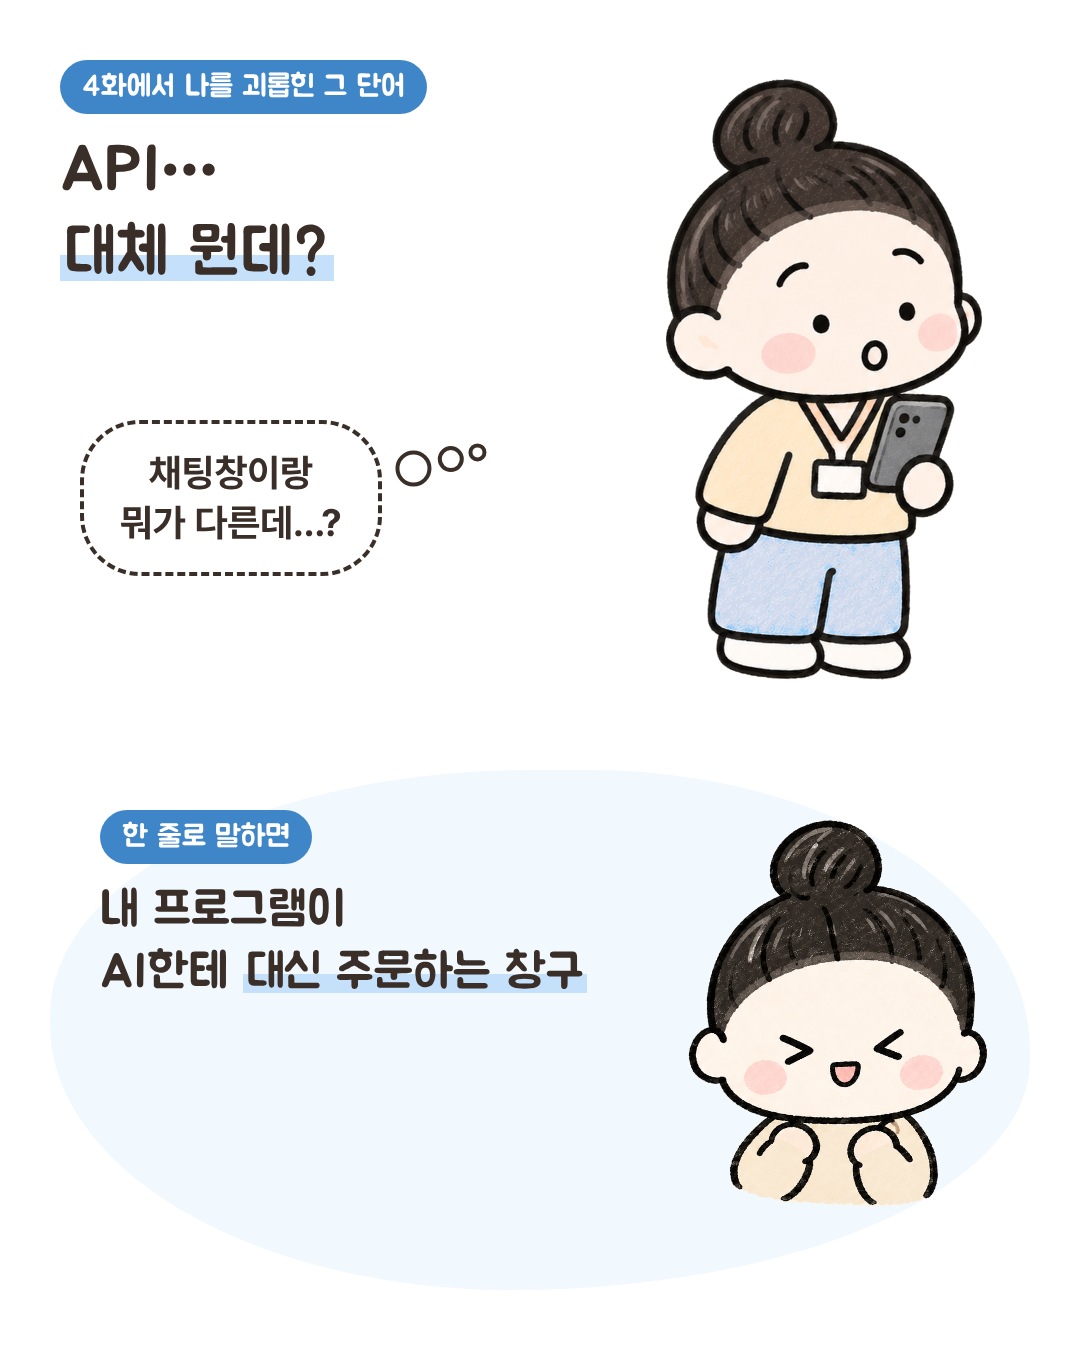 4화에서 나를 괴롭힌 그 단어
API···
대체 뭔데?
채팅창이랑
뭐가 다른데...?
한 줄로 말하면
내 프로그램이
AI한테 대신 주문하는 창구